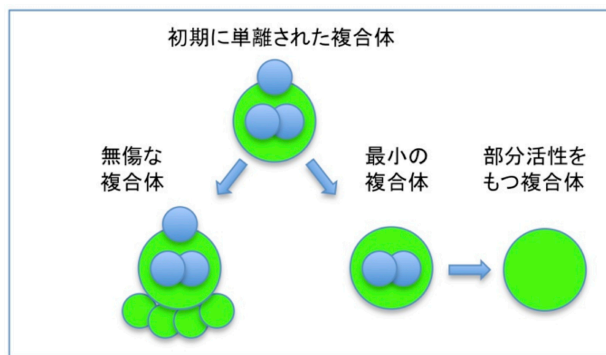 初期に単離された複合体
無傷な
複合体
最小の
複合体
部分活性を
もつ複合体